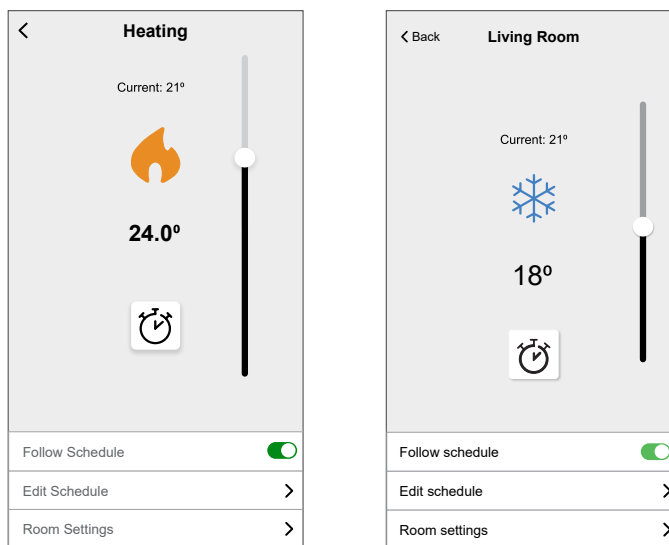 Heating
Current: 21º
24.0º
Follow Schedule
Edit Schedule
Room Settings
Back
Living Room
Current: 21º
18º
Follow schedule
Edit schedule
Room settings